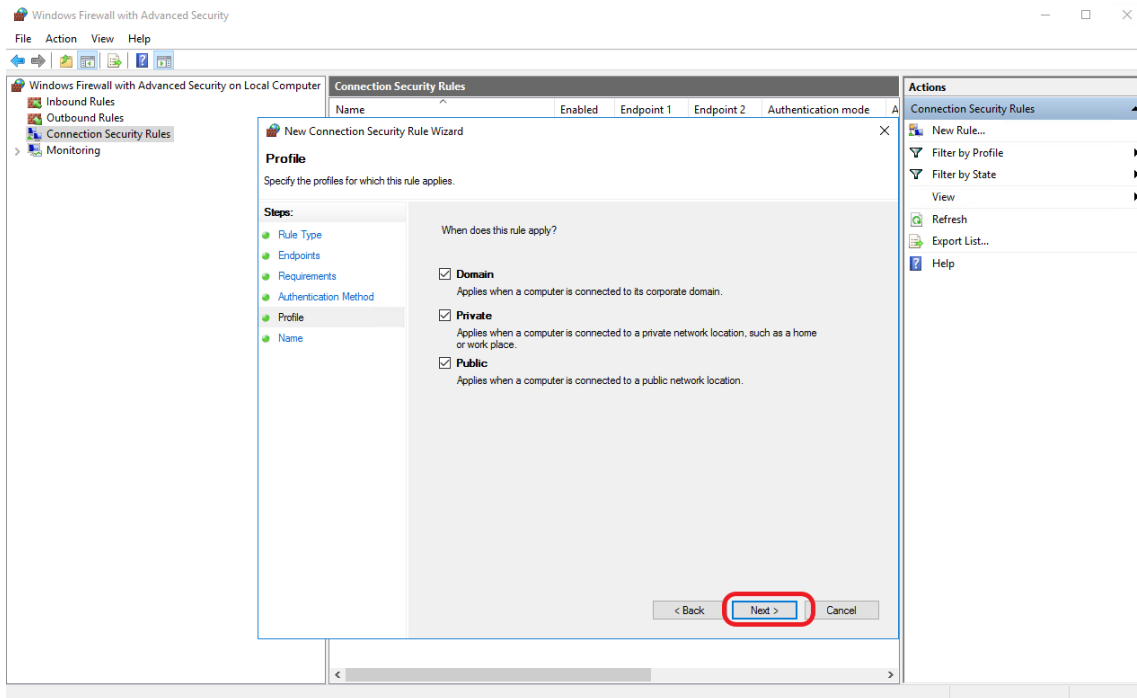 Windows Firewall with Advanced Security
File Action View Help
Windows Firewall with Advanced Security on Local Computer
Inbound Rules
Outbound Rules
Connection Security Rules
Monitoring
Connection Security Rules
Name Enabled Endpoint 1 Endpoint 2 Authentication mode A
New Connection Security Rule Wizard
Profile
Specify the profiles for which this rule applies.
Steps:
Rule Type
Endpoints
Requirements
Authentication Method
Profile
Name
When does this rule apply?
Domain
Applies when a computer is connected to its corporate domain.
Private
Applies when a computer is connected to a private network location, such as a home
or work place.
Public
Applies when a computer is connected to a public network location.
< Back Next > Cancel
Actions
Connection Security Rules
New Rule...
Filter by Profile
Filter by State
View
Refresh
Export List...
Help